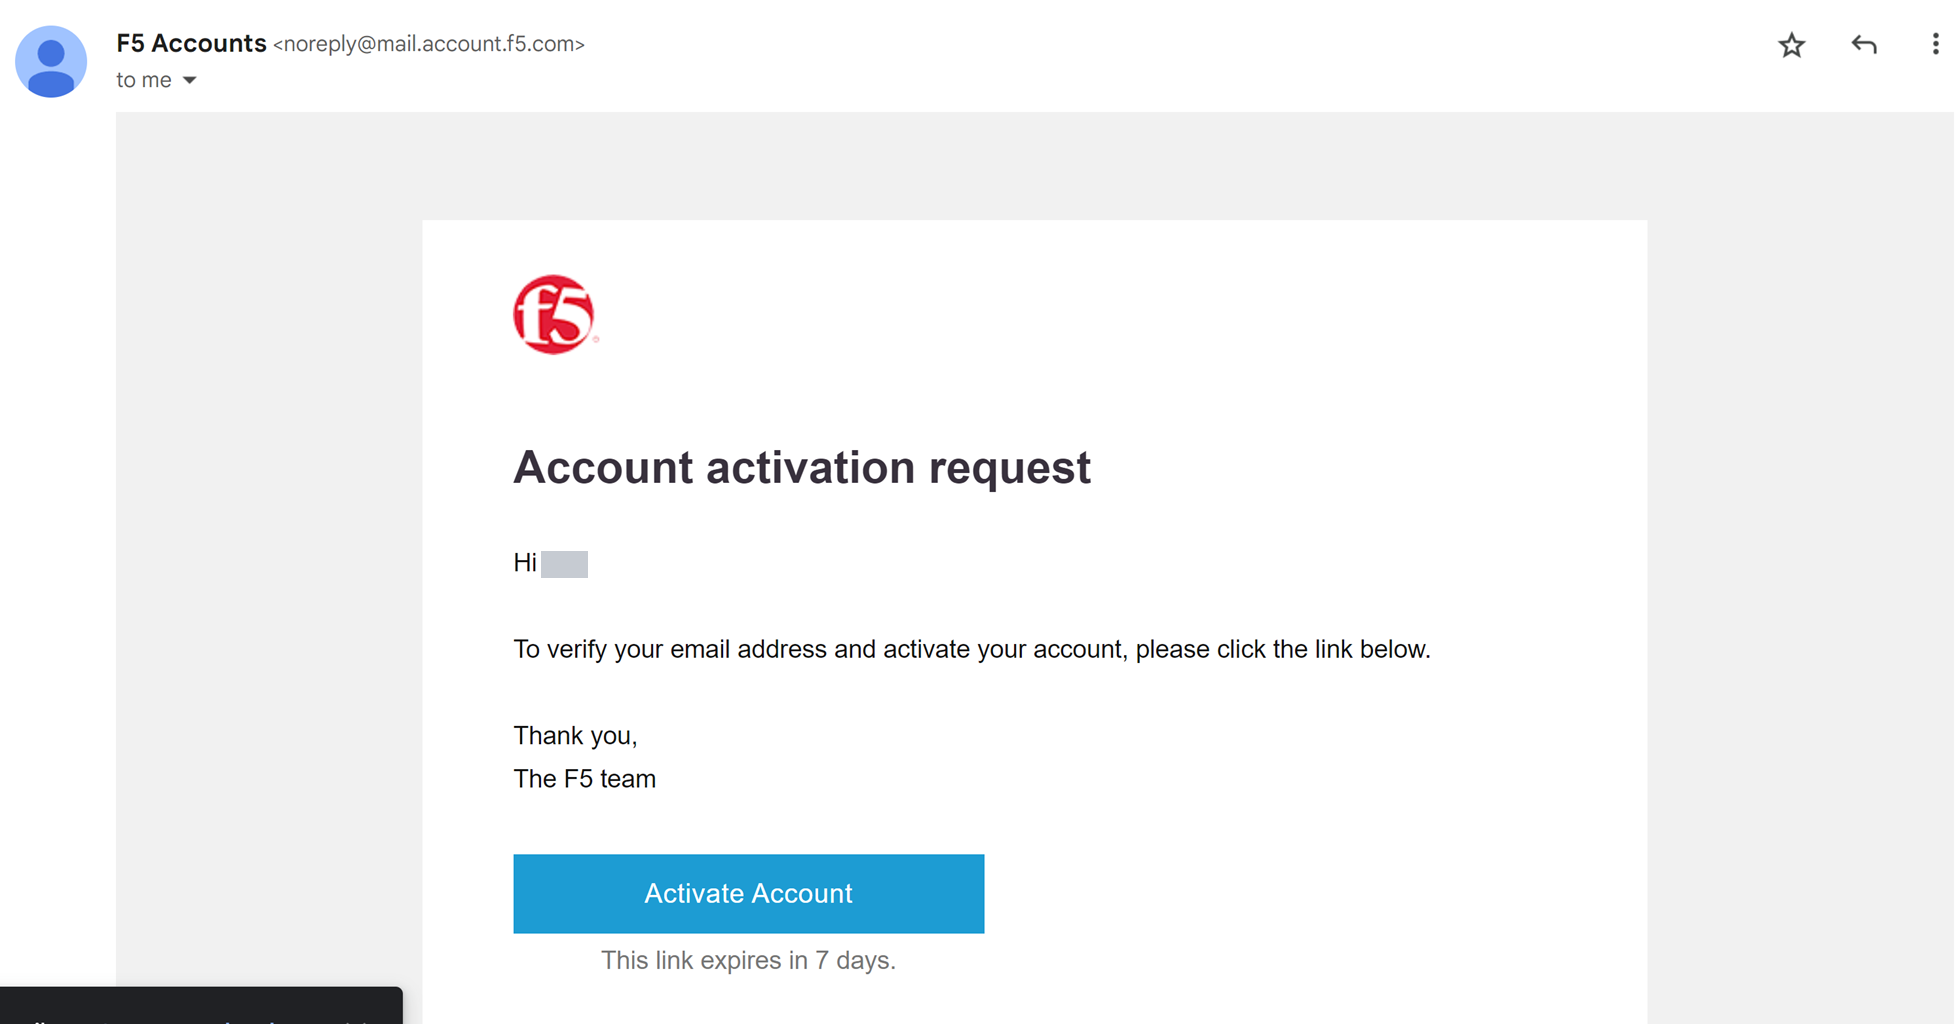 F5 Accounts <noreply@mail.account.f5.com>
to me
f5
Account activation request
Hi
To verify your email address and activate your account, please click the link below.
Thank you,
The F5 team
Activate Account
This link expires in 7 days.